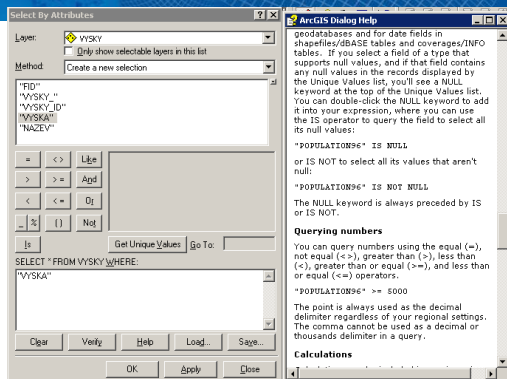 Select By Attributes
Layer:
VYSKY
Only show selectable layers in this list
Method:
Create a new selection
"FID"
"VYSKY_"
"VYSKY_ID"
"VYSKA"
"NAZEV"
= <> Like
> >= And
< <= Or
_ % () Not
Is
Get Unique Values
Go To:
SELECT * FROM VYSKY WHERE:
"VYSKA"
Clear
Verify
Help
Load...
Save...
OK
Apply
Close
ArcGIS Dialog Help
geodatabases and for date fields in
shapefiles/dBASE tables and coverages/INFO
tables. If you select a field of a type that
supports null values, and if that field contains
any null values in the records displayed by
the Unique Values list, you'll see a NULL
keyword at the top of the Unique Values list.
You can double-click the NULL keyword to add
it into your expression, where you can use
the IS operator to query the field to select all
its null values:
"POPULATION96" IS NULL
or IS NOT to select all its values that aren't
null:
"POPULATION96" IS NOT NULL
The NULL keyword is always preceded by IS
or IS NOT.
Querying numbers
You can query numbers using the equal (=),
not equal (<>), greater than (>), less than
(<), greater than or equal (>=), and less than
or equal (<=) operators.
"POPULATION96" >= 5000
The point is always used as the decimal
delimiter regardless of your regional settings.
The comma cannot be used as a decimal or
thousands delimiter in a query.
Calculations